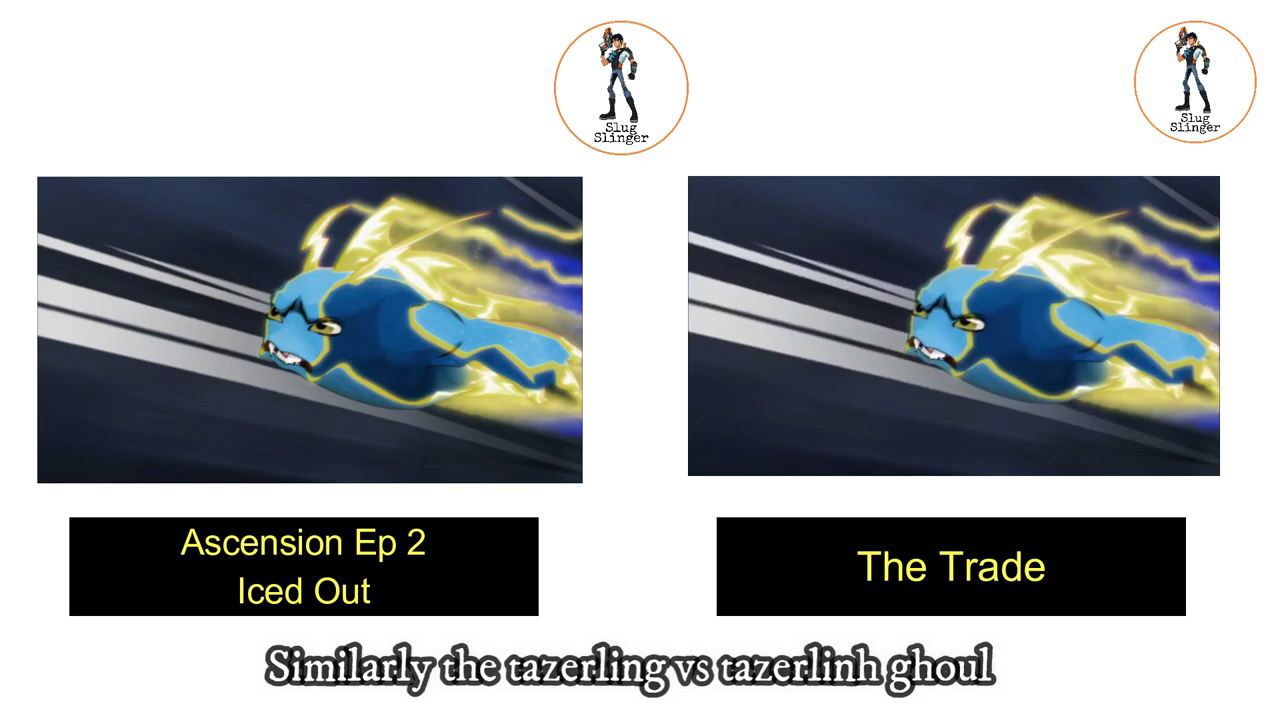 Slug
Slinger
Slug
Slinger
Ascension Ep 2
Iced Out
The Trade
Similarly the tazerling vs tazerlinh ghoul